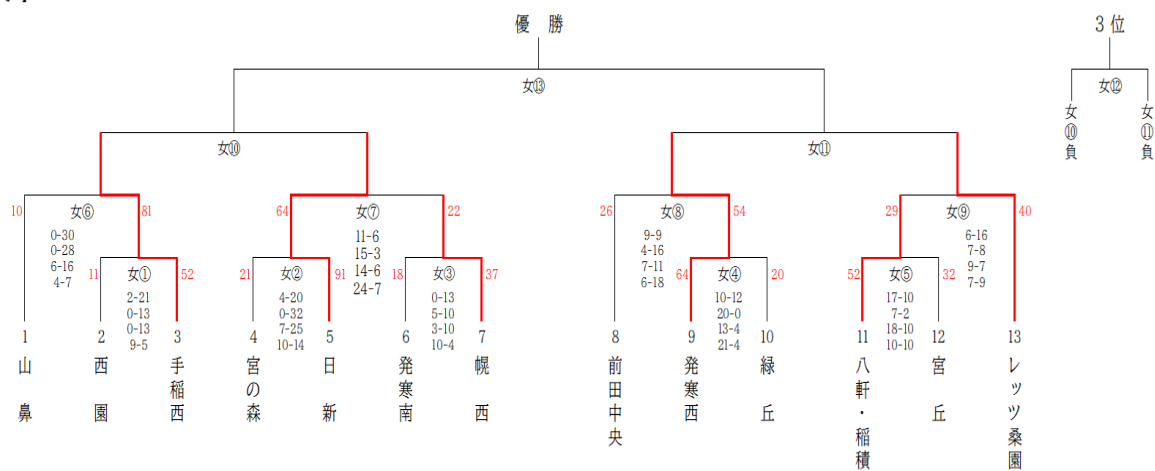 優 勝
3 位
女⑬
女⑫
女⑩負
女⑪負
女⑩
女⑪
10 女⑥ 81
64 女⑦ 22
26 女⑧ 54
29 女⑨ 40
0-30
0-28
6-16
4-7
11-6
15-3
14-6
24-7
9-9
4-16
7-11
6-18
6-16
7-8
9-7
7-9
11 女① 52
21 女② 91
18 女③ 37
64 女④ 20
52 女⑤ 32
2-21
0-13
0-13
9-5
4-20
0-32
7-25
10-14
0-13
5-10
3-10
10-4
10-12
20-0
13-4
21-4
17-10
7-2
18-10
10-10
1 山鼻
2 西園
3 手稲西
4 宮の森
5 日新
6 発寒南
7 幌西
8 前田中央
9 発寒西
10 緑丘
11 八軒・稲積
12 宮丘
13 レッツ桑園